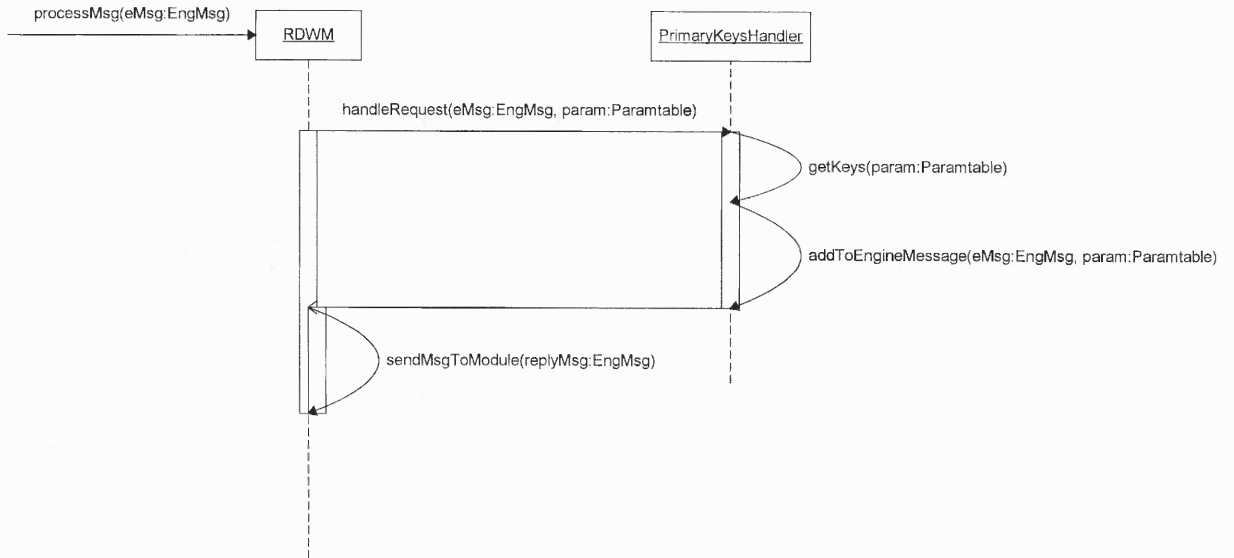 processMsg(eMsg:EngMsg)
RDWM
PrimaryKeysHandler
handleRequest(eMsg:EngMsg, param:Paramtable)
getKeys(param:Paramtable)
addToEngineMessage(eMsg:EngMsg, param:Paramtable)
sendMsgToModule(replyMsg:EngMsg)